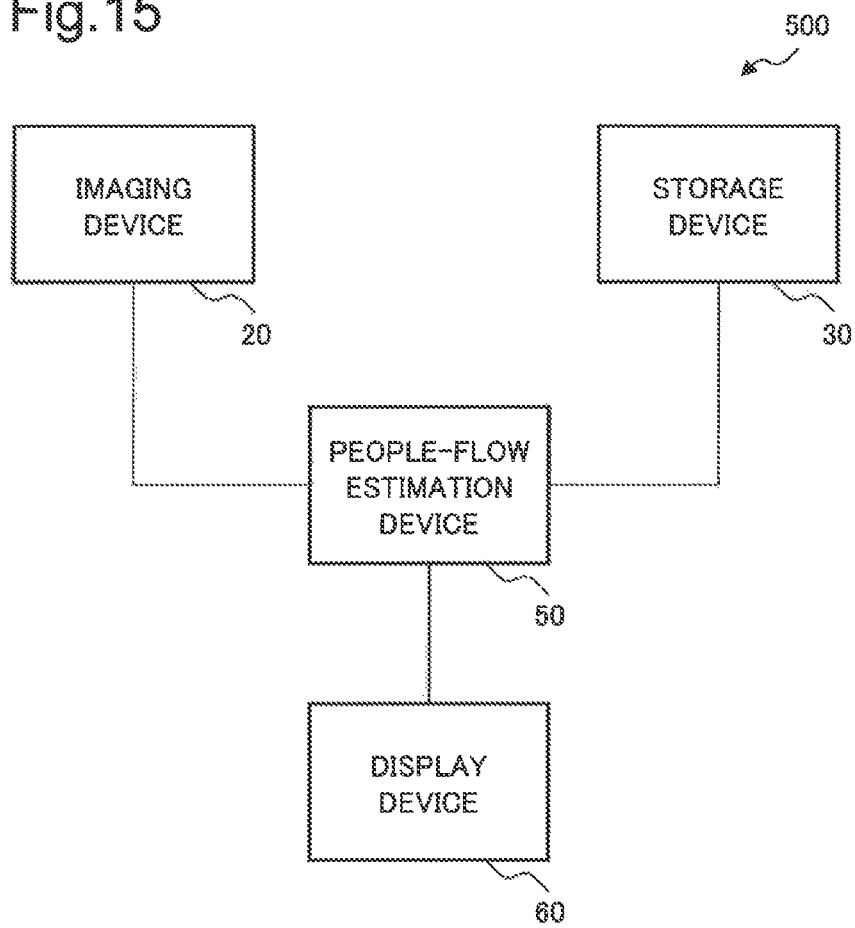 Fig.15
500
IMAGING
DEVICE
20
STORAGE
DEVICE
30
PEOPLE-FLOW
ESTIMATION
DEVICE
50
DISPLAY
DEVICE
60